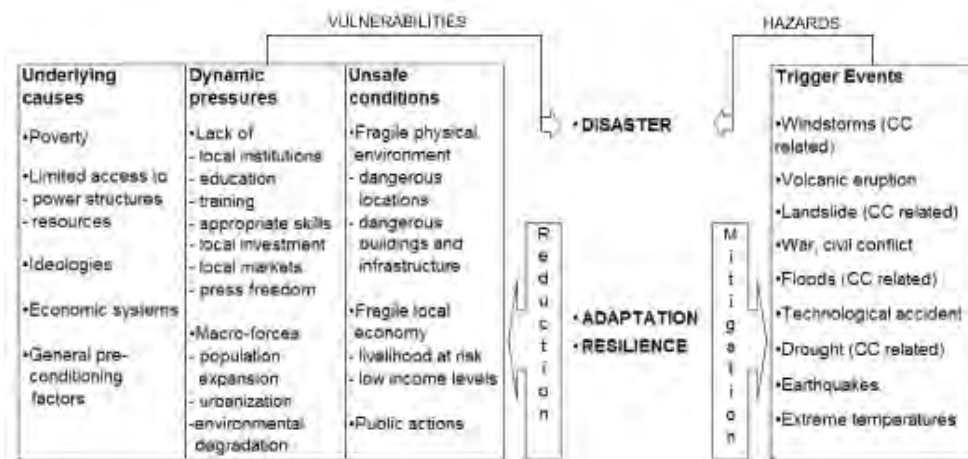 VULNERABILITIES
HAZARDS
Underlying
causes
•Poverty
•Limited access to
- power structures
- resources
•Ideologies
•Economic systems
•General pre-
conditioning
factors
Dynamic
pressures
•Lack of
- local institutions
- education
- training
- appropriate skills
- local investment
- local markets
- press freedom
•Macro-forces
- population
expansion
- urbanization
-environmental
degradation
Unsafe
conditions
•Fragile physical
environment
- dangerous
locations
- dangerous
buildings and
infrastructure
•Fragile local
economy
- livelihood at risk
- low income levels
•Public actions
Reduction
• DISASTER
• ADAPTATION
• RESILIENCE
Mitigation
Trigger Events
•Windstorms (CC
related)
•Volcanic eruption
•Landslide (CC related)
•War, civil conflict
•Floods (CC related)
•Technological accident
•Drought (CC related)
•Earthquakes
•Extreme temperatures